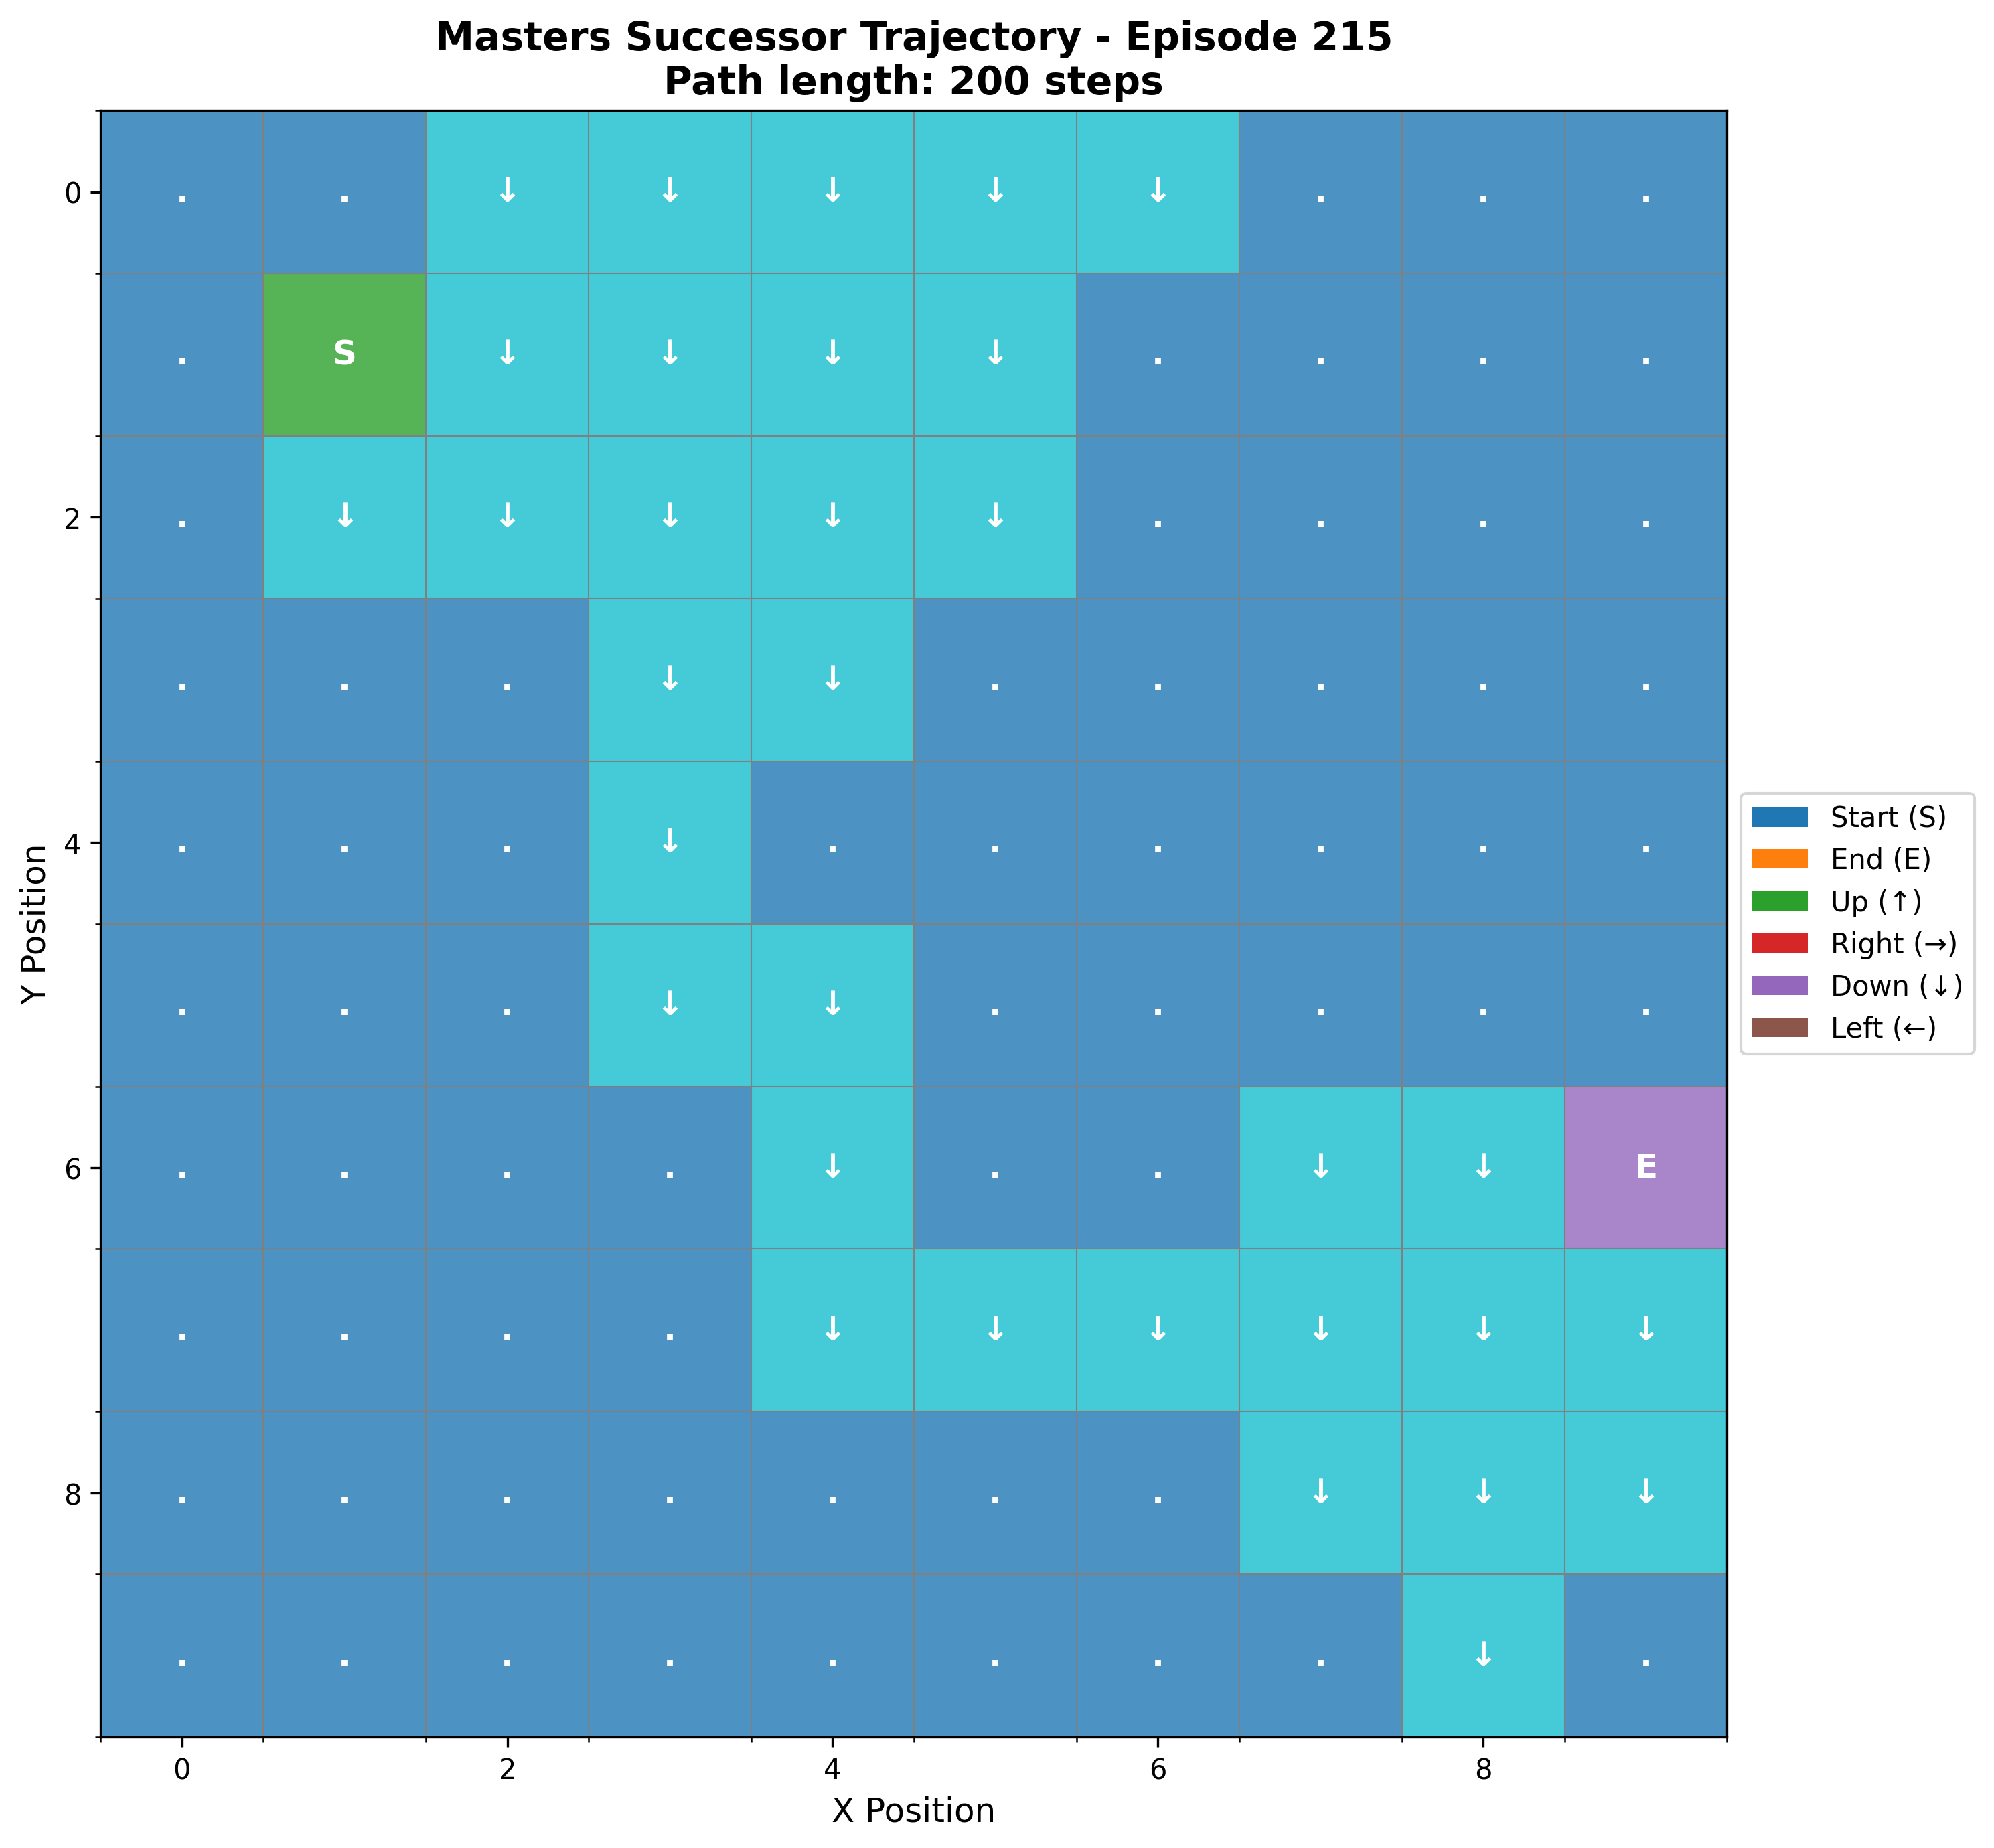 Masters Successor Trajectory - Episode 215
Path length: 200 steps
0 . . ↓ ↓ ↓ ↓ ↓ . . .
. S ↓ ↓ ↓ ↓ . . . .
2 . ↓ ↓ ↓ ↓ ↓ . . . .
. . . ↓ ↓ . . . . .
4 . . . ↓ . . . . . .
. . . ↓ ↓ . . . . .
6 . . . . ↓ . . ↓ ↓ E
. . . . ↓ ↓ ↓ ↓ ↓ ↓
8 . . . . . . . ↓ ↓ ↓
. . . . . . . . ↓ .
0 2 4 6 8
X Position
Y Position
Start (S)
End (E)
Up (↑)
Right (→)
Down (↓)
Left (←)